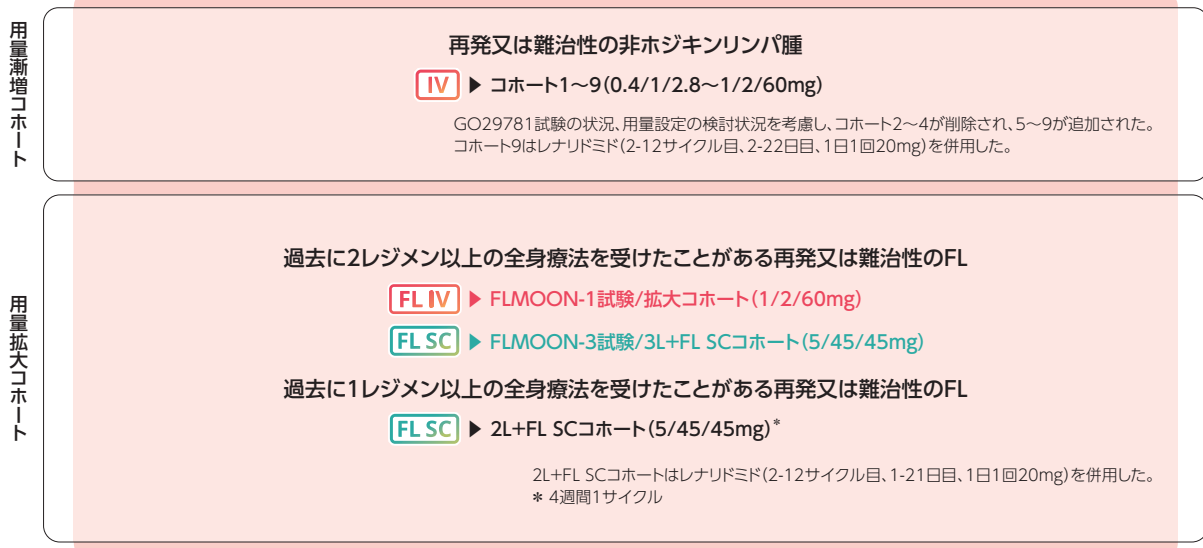 用量漸増コホート
再発又は難治性の非ホジキンリンパ腫
IV ▶ コホート1〜9(0.4/1/2.8〜1/2/60mg)
GO29781試験の状況、用量設定の検討状況を考慮し、コホート2〜4が削除され、5〜9が追加された。
コホート9はレナリドミド(2-12サイクル目、2-22日目、1日1回20mg)を併用した。
用量拡大コホート
過去に2レジメン以上の全身療法を受けたことがある再発又は難治性のFL
FL IV ▶ FLMOON-1試験/拡大コホート(1/2/60mg)
FL SC ▶ FLMOON-3試験/3L+FL SCコホート(5/45/45mg)
過去に1レジメン以上の全身療法を受けたことがある再発又は難治性のFL
FL SC ▶ 2L+FL SCコホート(5/45/45mg)*
2L+FL SCコホートはレナリドミド(2-12サイクル目、1-21日目、1日1回20mg)を併用した。
* 4週間1サイクル